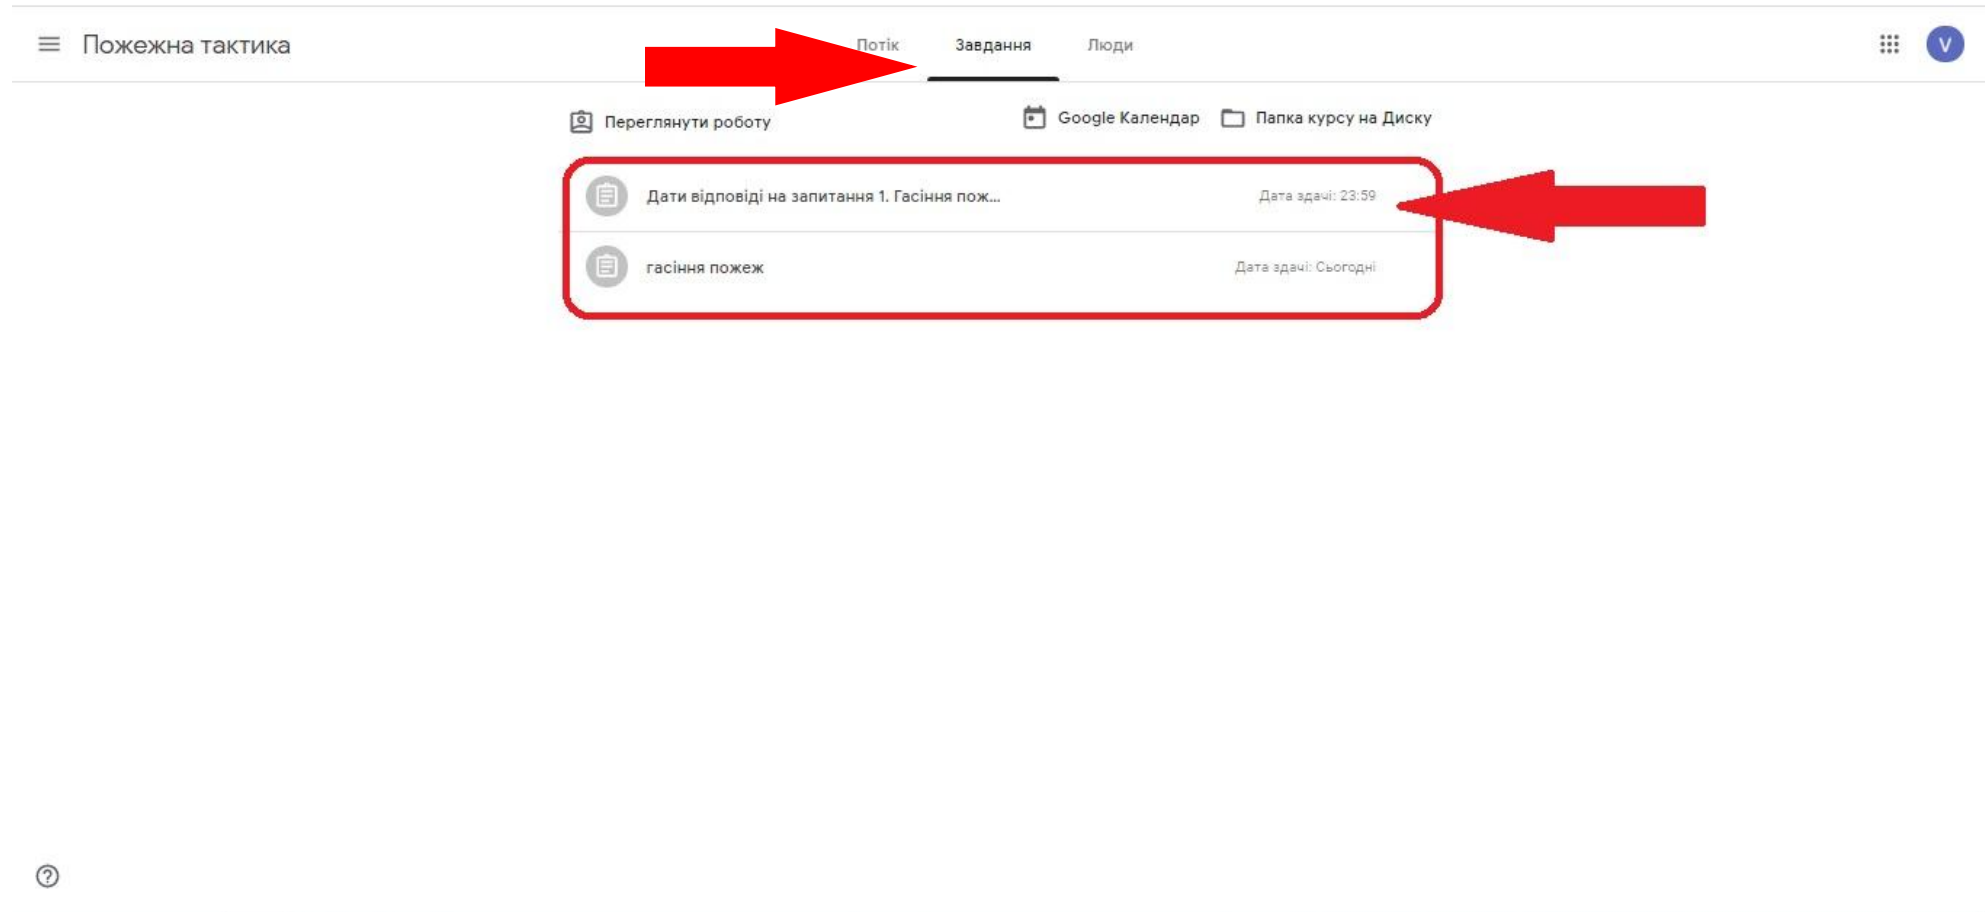 Пожежна тактика
Потік Завдання Люди
V
Переглянути роботу
Google Календар Папка курсу на Диску
Дати відповіді на запитання 1. Гасіння пож...
Дата здачі: 23:59
гасіння пожеж
Дата здачі: Сьогодні